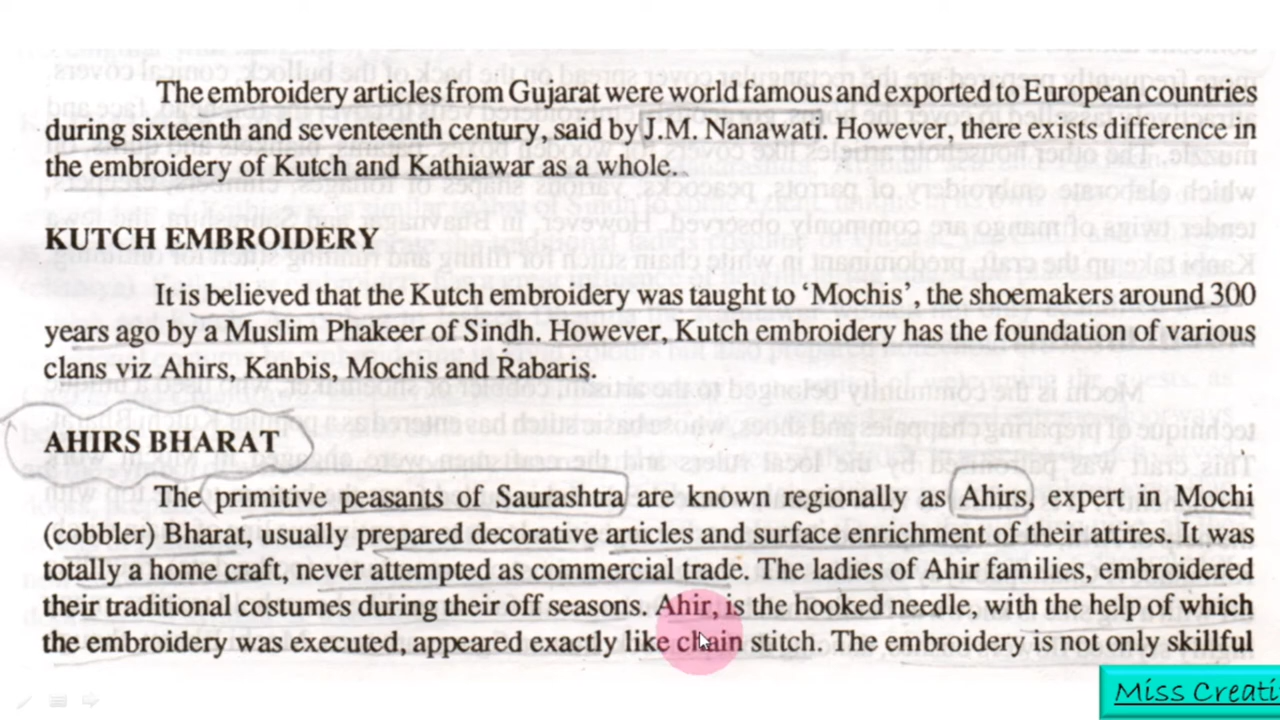 The embroidery articles from Gujarat were world famous and exported to European countries
during sixteenth and seventeenth century, said by J.M. Nanawati. However, there exists difference in
the embroidery of Kutch and Kathiawar as a whole.
KUTCH EMBROIDERY
It is believed that the Kutch embroidery was taught to ‘Mochis’, the shoemakers around 300
years ago by a Muslim Phakeer of Sindh. However, Kutch embroidery has the foundation of various
clans viz Ahirs, Kanbis, Mochis and Rabaris.
AHIRS BHARAT
The primitive peasants of Saurashtra are known regionally as Ahirs, expert in Mochi
(cobbler) Bharat, usually prepared decorative articles and surface enrichment of their attires. It was
totally a home craft, never attempted as commercial trade. The ladies of Ahir families, embroidered
their traditional costumes during their off seasons. Ahir, is the hooked needle, with the help of which
the embroidery was executed, appeared exactly like chain stitch. The embroidery is not only skillful
Miss Creati